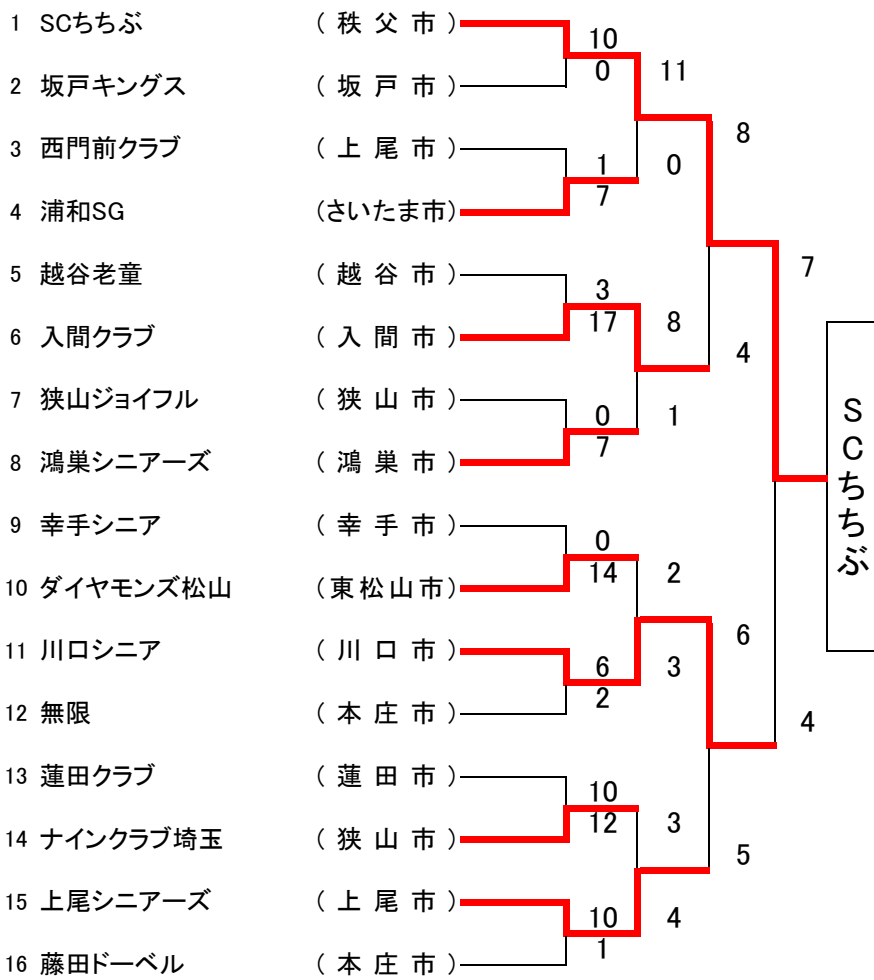 1 SCちちぶ (秩父市)
10
0
11
2 坂戸キングス (坂戸市)
8
3 西門前クラブ (上尾市)
1
7
0
4 浦和SG (さいたま市)
7
5 越谷老童 (越谷市)
3
17
8
4
6 入間クラブ (入間市)
7 狭山ジョイフル (狭山市)
0
7
1
8 鴻巣シニアーズ (鴻巣市)
SCちちぶ
9 幸手シニア (幸手市)
0
14
2
10 ダイヤモンズ松山 (東松山市)
6
11 川口シニア (川口市)
6
2
3
12 無限 (本庄市)
4
13 蓮田クラブ (蓮田市)
10
12
3
14 ナインクラブ埼玉 (狭山市)
5
15 上尾シニアーズ (上尾市)
10
1
4
16 藤田ドーベル (本庄市)